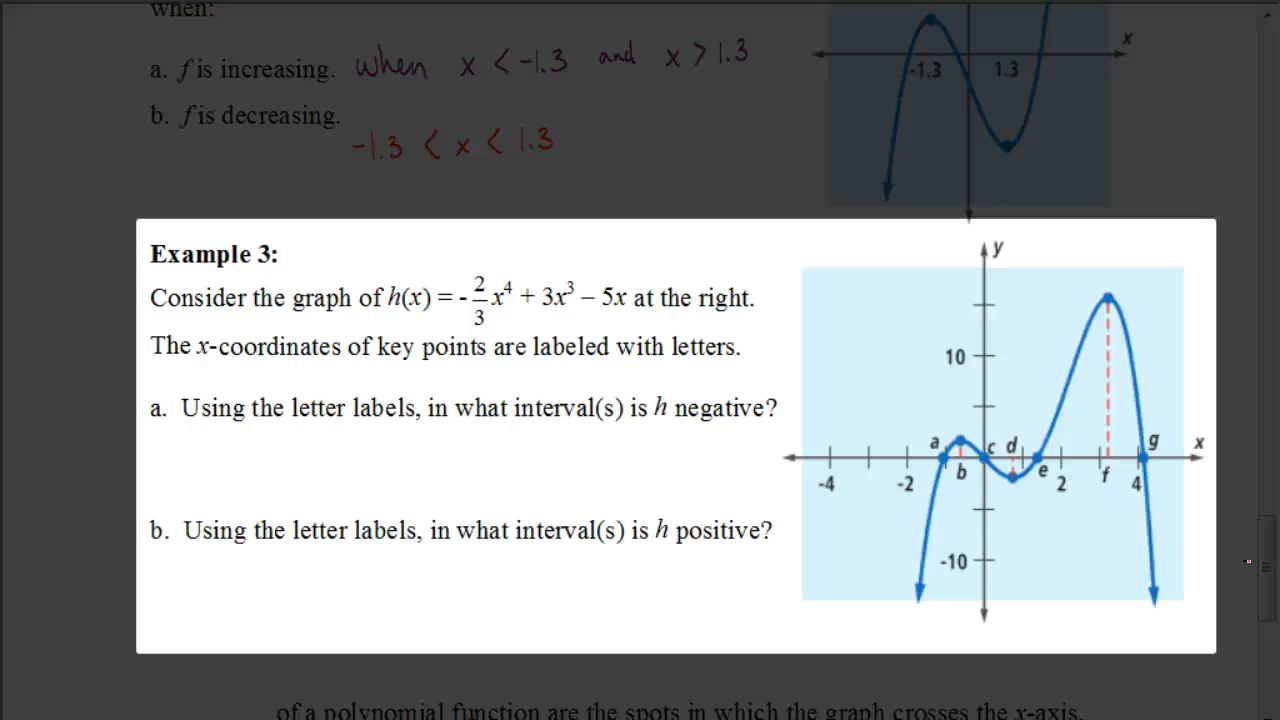 when:
a. f is increasing. when x < -1.3 and x > 1.3
b. f is decreasing.
-1.3 < x < 1.3
x
-1.3 1.3
Example 3:
Consider the graph of h(x) = -2/3x⁴ + 3x³ – 5x at the right.
The x-coordinates of key points are labeled with letters.
a. Using the letter labels, in what interval(s) is h negative?
b. Using the letter labels, in what interval(s) is h positive?
y
10
a c d g x
b e f
-4 -2 2 4
-10
of a polynomial function are the spots in which the graph crosses the x-axis.